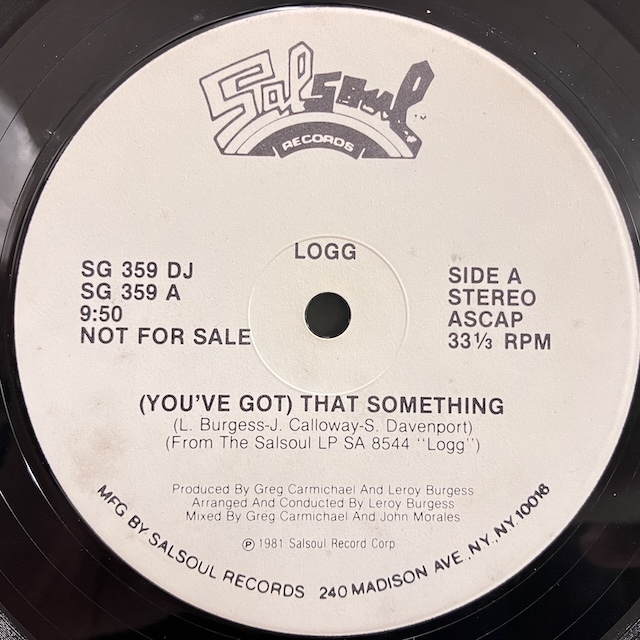 Salsoul
RECORDS
LOGG
SG 359 DJ
SG 359 A
9:50
NOT FOR SALE
SIDE A
STEREO
ASCAP
33⅓ RPM
(YOU'VE GOT) THAT SOMETHING
(L. Burgess-J. Calloway-S. Davenport)
(From The Salsoul LP SA 8544 "Logg")
Produced By Greg Carmichael And Leroy Burgess
Arranged And Conducted By Leroy Burgess
Mixed By Greg Carmichael And John Morales
℗ 1981 Salsoul Record Corp.
MFG BY SALSOUL RECORDS 240 MADISON AVE., NY., NY. 10016